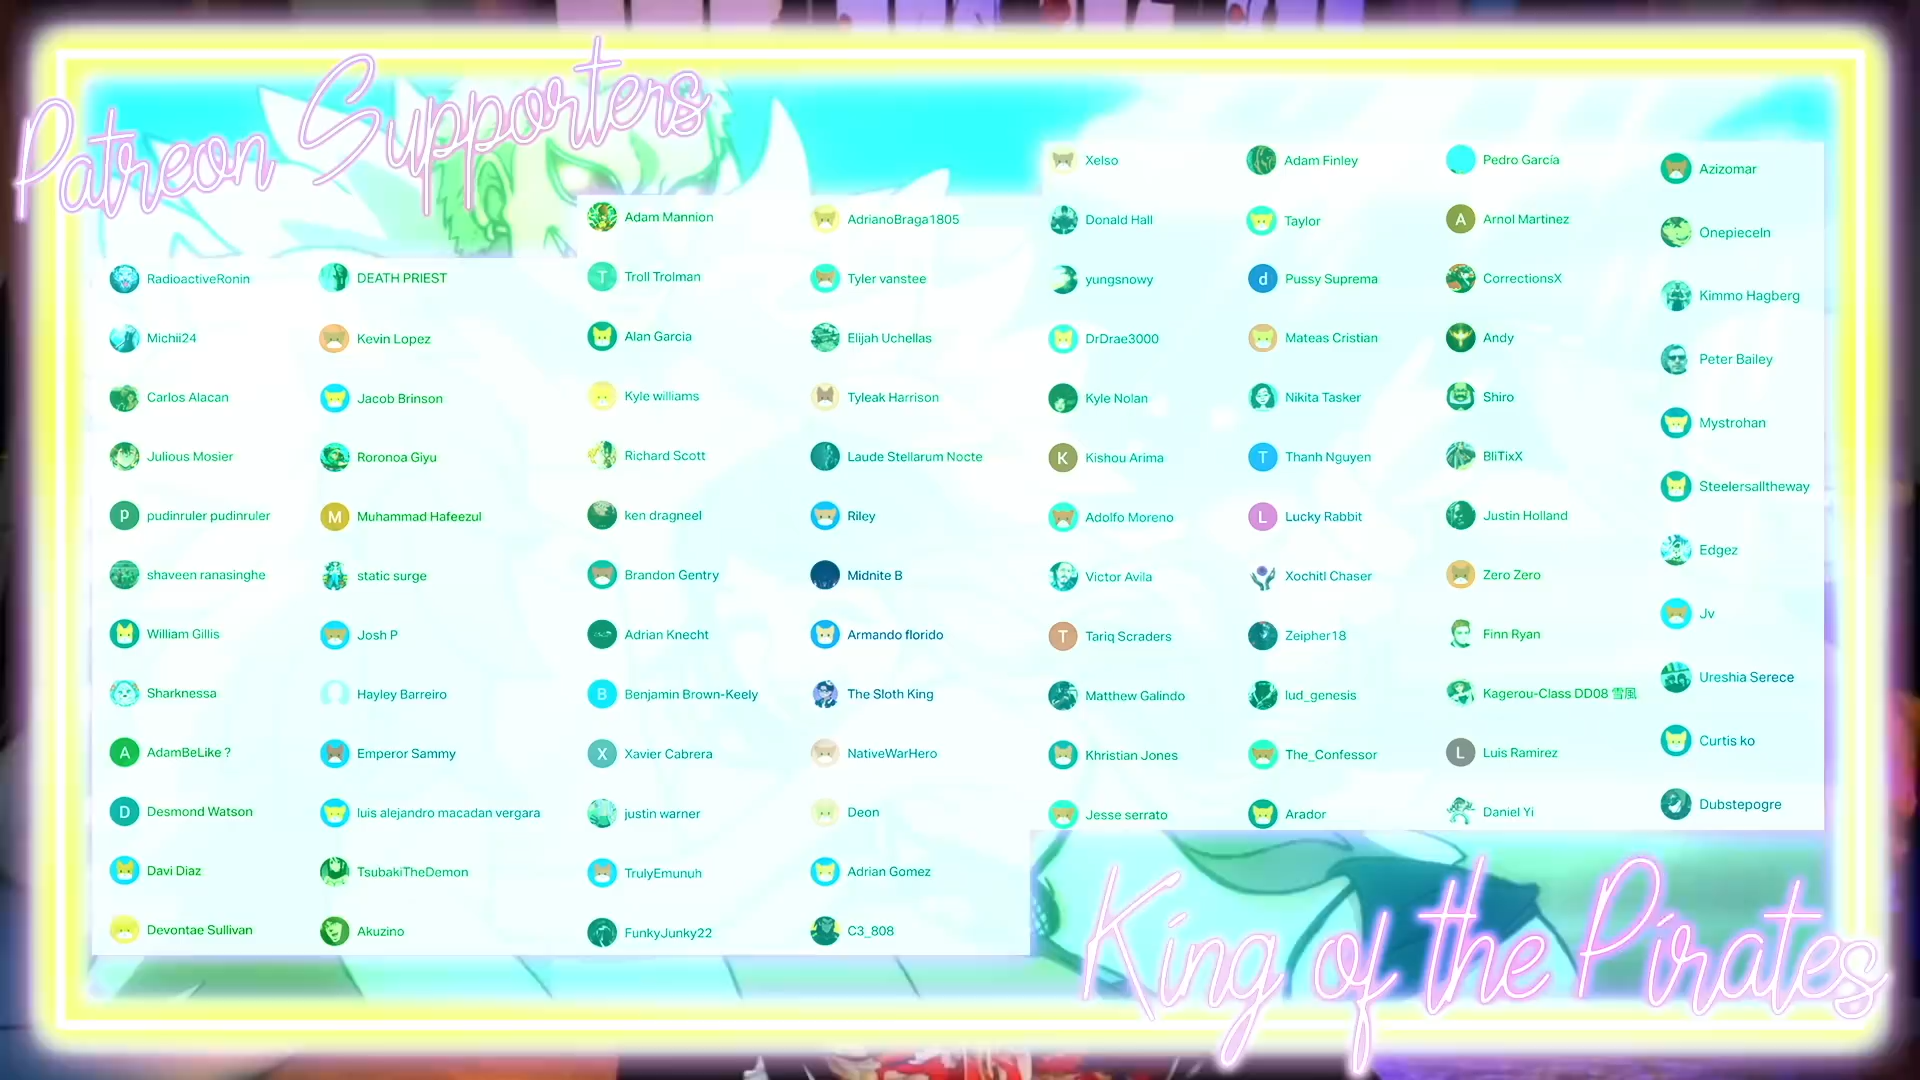 Patreon Supporters
RadioactiveRonin
Michii24
Carlos Alacan
Julious Mosier
pudinruler pudinruler
shaveen ranasinghe
William Gillis
Sharknessa
A AdamBeLike ?
D Desmond Watson
Davi Diaz
Devontae Sullivan
DEATH PRIEST
Kevin Lopez
Jacob Brinson
Roronoa Giyu
M Muhammad Hafeezul
static surge
Josh P
Hayley Barreiro
Emperor Sammy
luis alejandro macadan vergara
TsubakiTheDemon
Akuzino
Adam Mannion
T Troll Trolman
Alan Garcia
Kyle williams
Richard Scott
ken dragneel
Brandon Gentry
Adrian Knecht
B Benjamin Brown-Keely
X Xavier Cabrera
justin warner
TrulyEmunuh
FunkyJunky22
AdrianoBraga1805
Tyler vanstee
Elijah Uchellas
Tyleak Harrison
Laude Stellarum Nocte
Riley
Midnite B
Armando florido
The Sloth King
NativeWarHero
Deon
Adrian Gomez
C3_808
Xelso
Donald Hall
yungsnowy
DrDrae3000
Kyle Nolan
K Kishou Arima
Adolfo Moreno
Victor Avila
T Tariq Scraders
Matthew Galindo
Khristian Jones
Jesse serrato
Adam Finley
Taylor
d Pussy Suprema
Mateas Cristian
Nikita Tasker
T Thanh Nguyen
L Lucky Rabbit
Xochitl Chaser
Zeipher18
lud_genesis
The_Confessor
Arador
Pedro García
A Arnol Martinez
CorrectionsX
Andy
Shiro
BliTixX
Justin Holland
Zero Zero
Finn Ryan
Kagerou-Class DD08 雪風
L Luis Ramirez
Daniel Yi
Azizomar
Onepieceln
Kimmo Hagberg
Peter Bailey
Mystrohan
Steelersalltheway
Edgez
Jv
Ureshia Serece
Curtis ko
Dubstepogre
King of the Pirates